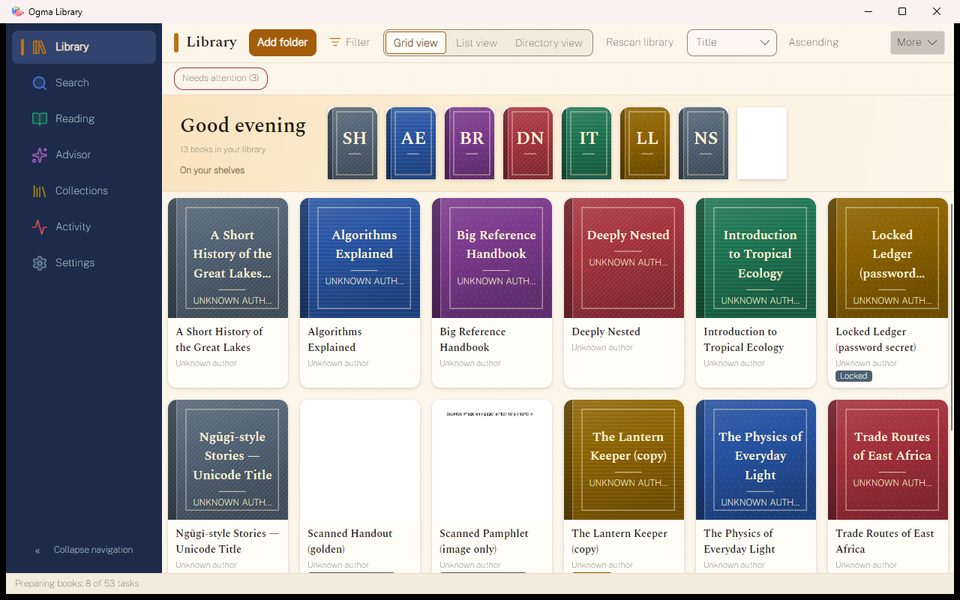 Ogma Library
Library
Search
Reading
Advisor
Collections
Activity
Settings
« Collapse navigation
Library
Add folder
Filter
Grid view
List view
Directory view
Rescan library
Title
Ascending
More
Needs attention (3)
Good evening
13 books in your library
On your shelves
SH
AE
BR
DN
IT
LL
NS
A Short
History of the
Great Lakes...
UNKNOWN AUTH...
A Short History of
the Great Lakes
Unknown author
Algorithms
Explained
UNKNOWN AUTH...
Algorithms
Explained
Unknown author
Big Reference
Handbook
UNKNOWN AUTH...
Big Reference
Handbook
Unknown author
Deeply Nested
UNKNOWN AUTH...
Deeply Nested
Unknown author
Introduction
to Tropical
Ecology
UNKNOWN AUTH...
Introduction to
Tropical Ecology
Unknown author
Locked
Ledger
(password...
UNKNOWN AUTH...
Locked Ledger
(password secret)
Unknown author
Locked
Ngũgĩ-style
Stories —
Unicode Title
UNKNOWN AUTH...
Ngũgĩ-style Stories —
Unicode Title
Unknown author
Scanned Handout
(golden)
Unknown author
Scanned Pamphlet
(image only)
Unknown author
The Lantern
Keeper (copy)
UNKNOWN AUTH...
The Lantern Keeper
(copy)
Unknown author
The Physics of
Everyday
Light
UNKNOWN AUTH...
The Physics of
Everyday Light
Unknown author
Trade Routes
of East Africa
UNKNOWN AUTH...
Trade Routes of East
Africa
Unknown author
Preparing books: 8 of 53 tasks